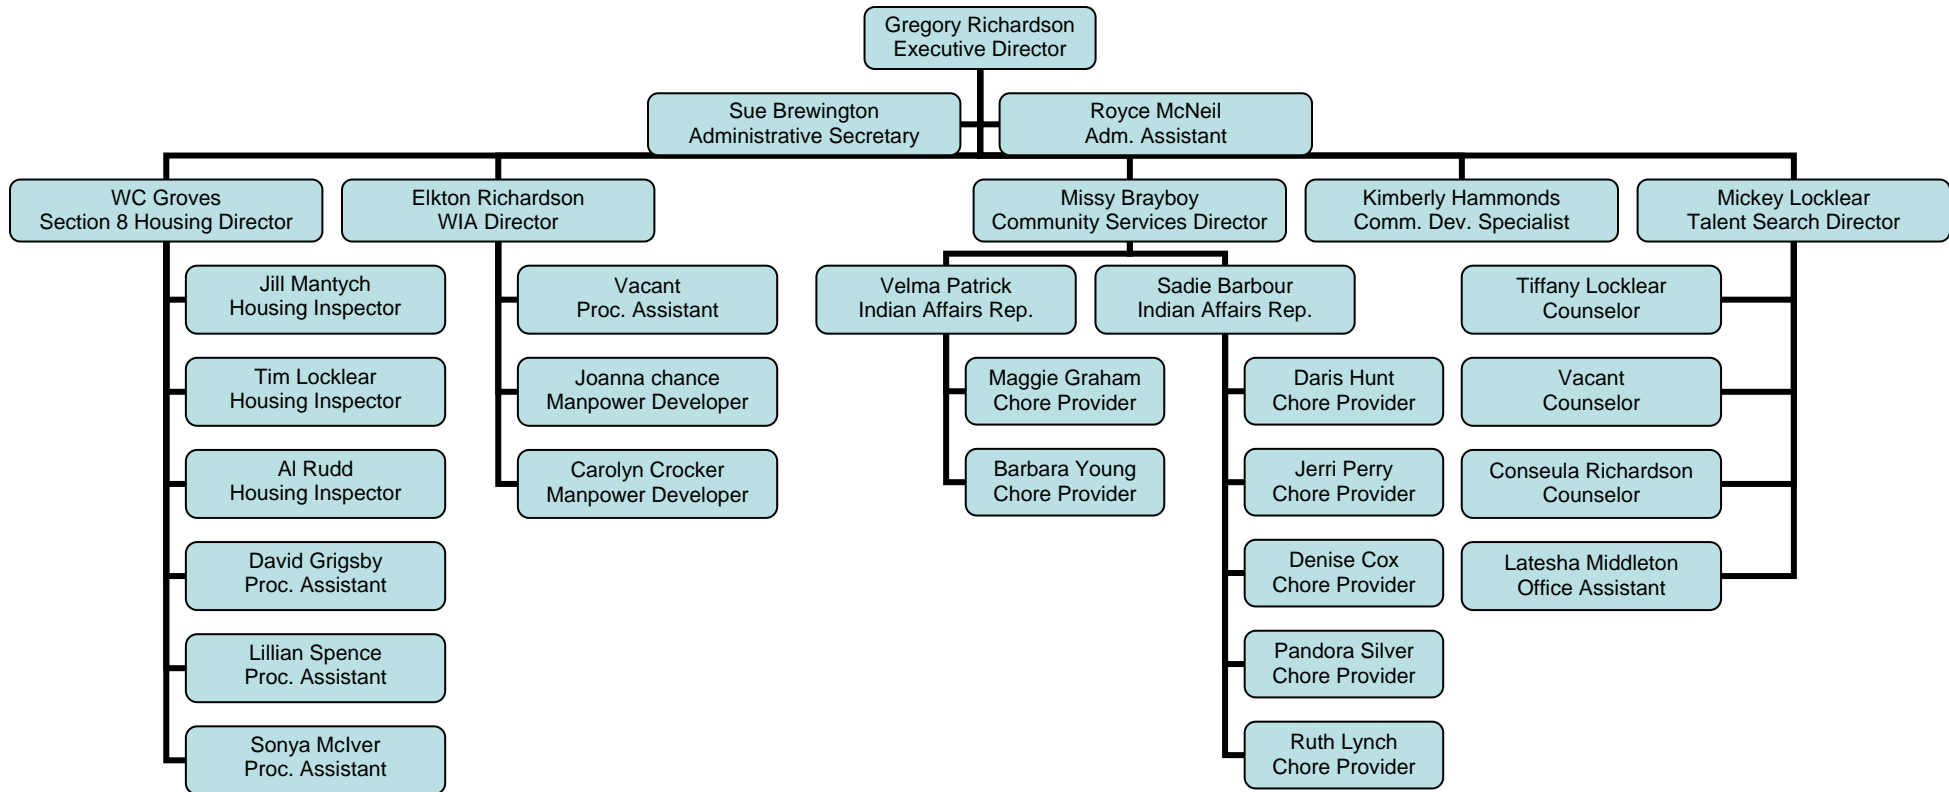 Gregory Richardson
Executive Director
Sue Brewington
Administrative Secretary
Royce McNeil
Adm. Assistant
WC Groves
Section 8 Housing Director
Elkton Richardson
WIA Director
Missy Brayboy
Community Services Director
Kimberly Hammonds
Comm. Dev. Specialist
Mickey Locklear
Talent Search Director
Jill Mantych
Housing Inspector
Tim Locklear
Housing Inspector
Al Rudd
Housing Inspector
David Grigsby
Proc. Assistant
Lillian Spence
Proc. Assistant
Sonya McIver
Proc. Assistant
Vacant
Proc. Assistant
Joanna chance
Manpower Developer
Carolyn Crocker
Manpower Developer
Velma Patrick
Indian Affairs Rep.
Maggie Graham
Chore Provider
Barbara Young
Chore Provider
Sadie Barbour
Indian Affairs Rep.
Daris Hunt
Chore Provider
Jerri Perry
Chore Provider
Denise Cox
Chore Provider
Pandora Silver
Chore Provider
Ruth Lynch
Chore Provider
Tiffany Locklear
Counselor
Vacant
Counselor
Conseula Richardson
Counselor
Latesha Middleton
Office Assistant